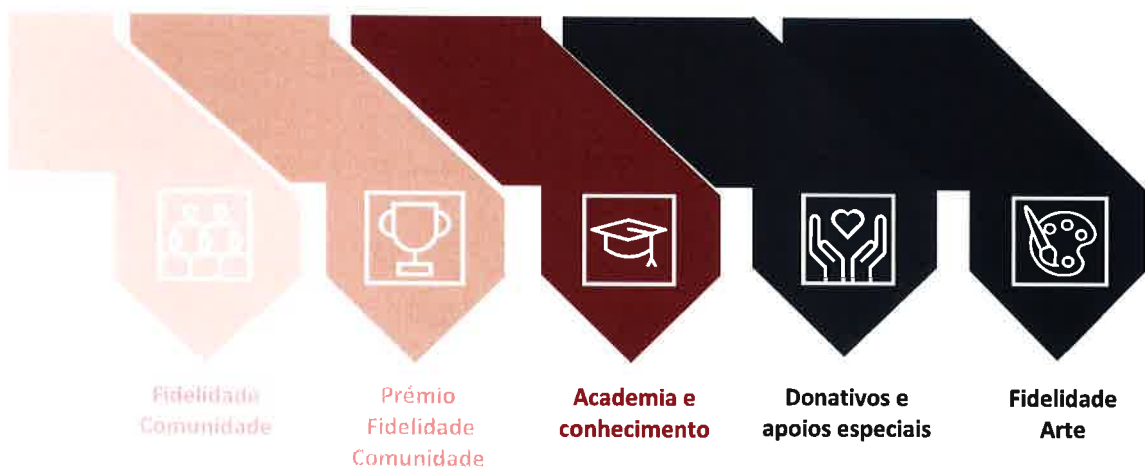 Fidelidade
Comunidade
Prémio
Fidelidade
Comunidade
Academia e
conhecimento
Donativos e
apoios especiais
Fidelidade
Arte